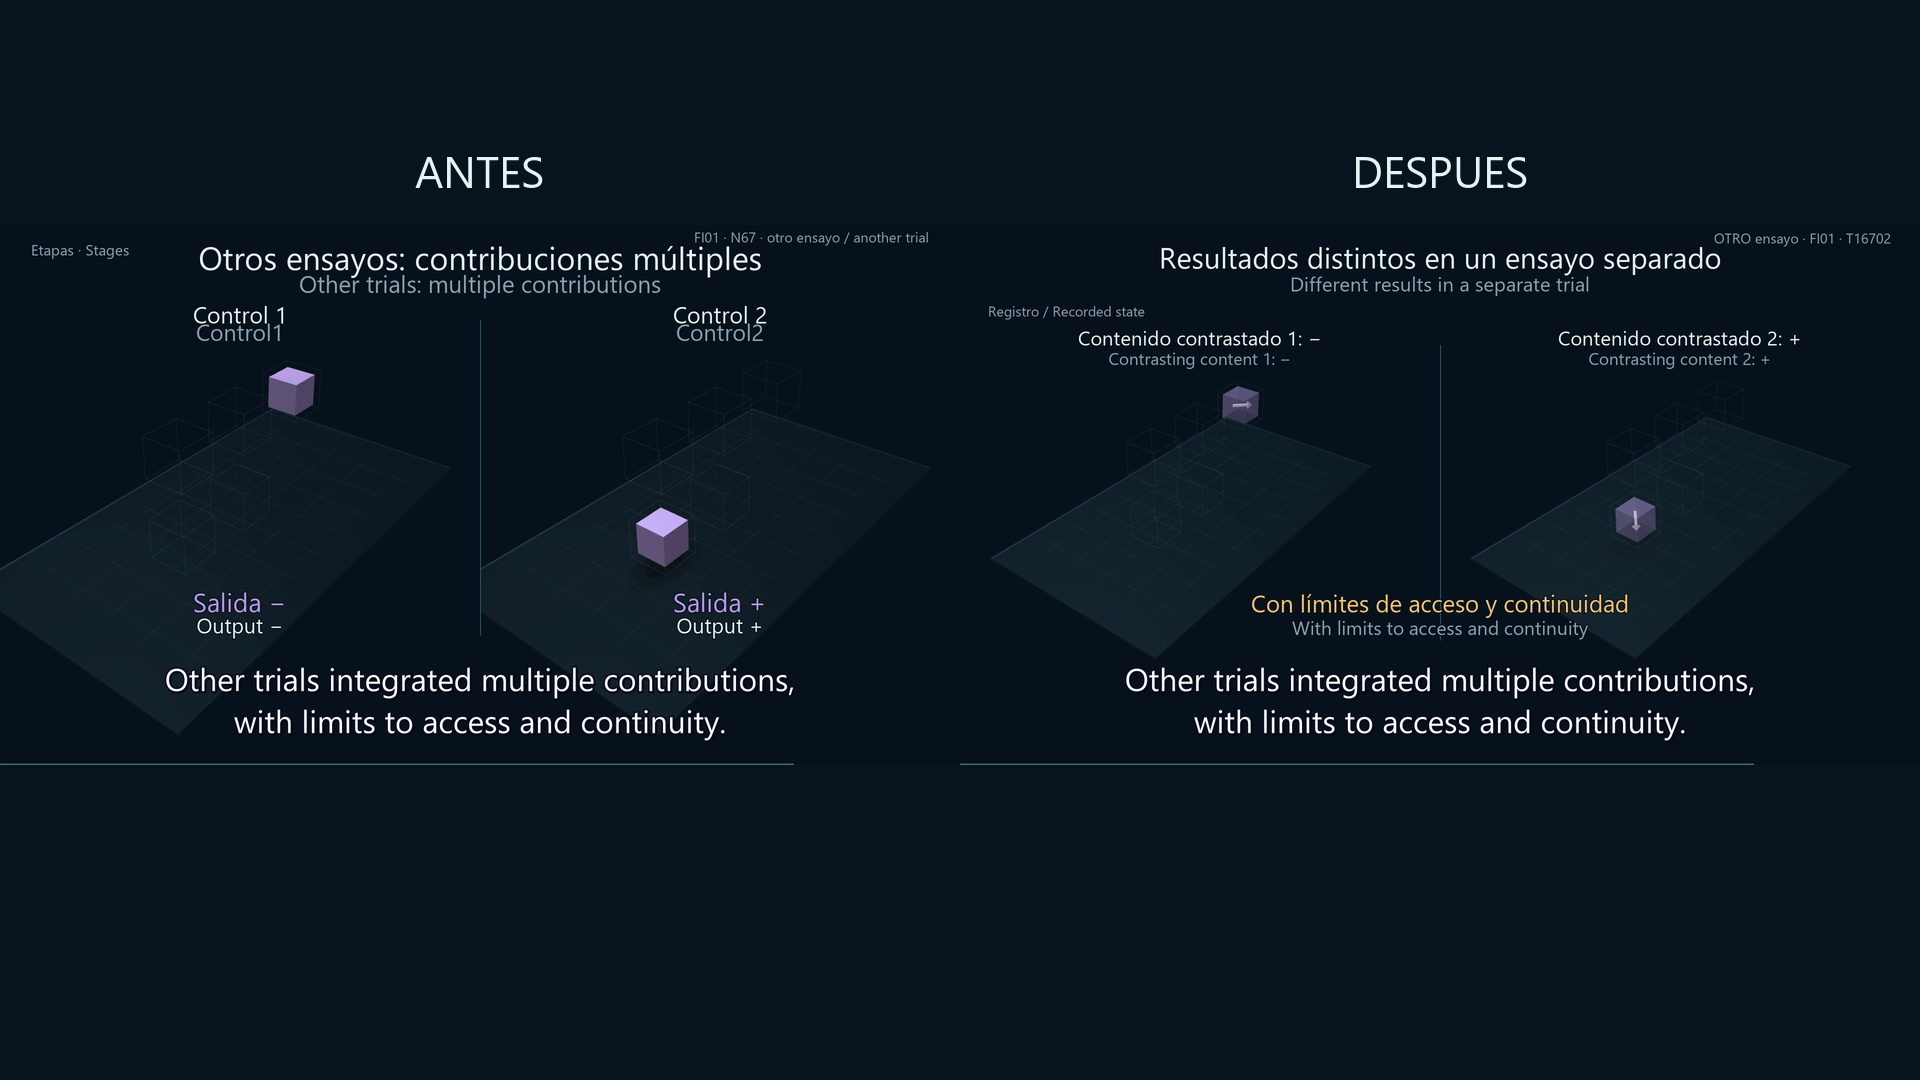 ANTES
FI01 · N67 · otro ensayo / another trial
Etapas · Stages
Otros ensayos: contribuciones múltiples
Other trials: multiple contributions
Control 1
Control1
Control 2
Control2
Salida −
Output −
Salida +
Output +
Other trials integrated multiple contributions,
with limits to access and continuity.
DESPUES
OTRO ensayo · FI01 · T16702
Resultados distintos en un ensayo separado
Different results in a separate trial
Registro / Recorded state
Contenido contrastado 1: −
Contrasting content 1: −
Contenido contrastado 2: +
Contrasting content 2: +
Con límites de acceso y continuidad
With limits to access and continuity
Other trials integrated multiple contributions,
with limits to access and continuity.